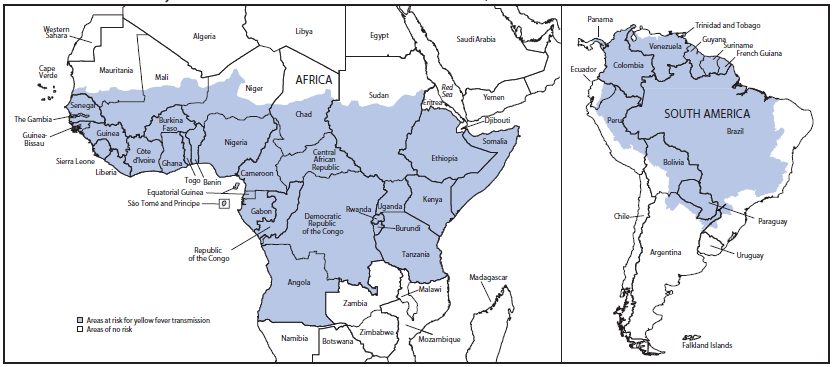 Western
Sahara
Algeria
Libya
Egypt
Saudi Arabia
Cape
Verde
Mauritania
Mali
Niger
AFRICA
Chad
Sudan
Red
Sea
Eritrea
Yemen
Djibouti
Senegal
The Gambia
Guinea-
Bissau
Guinea
Sierra Leone
Liberia
Côte
d'Ivoire
Burkina
Faso
Ghana
Togo
Benin
Nigeria
Cameroon
Central
African
Republic
Ethiopia
Somalia
Equatorial Guinea
São Tomé and Príncipe
Gabon
Republic
of the Congo
Democratic
Republic
of the Congo
Rwanda
Uganda
Kenya
Burundi
Tanzania
Angola
Zambia
Malawi
Madagascar
Namibia
Botswana
Zimbabwe
Mozambique
Areas at risk for yellow fever transmission
Areas of no risk
Panama
Trinidad and Tobago
Guyana
Suriname
French Guiana
Venezuela
Colombia
Ecuador
SOUTH AMERICA
Peru
Brazil
Bolivia
Chile
Paraguay
Argentina
Uruguay
Falkland Islands